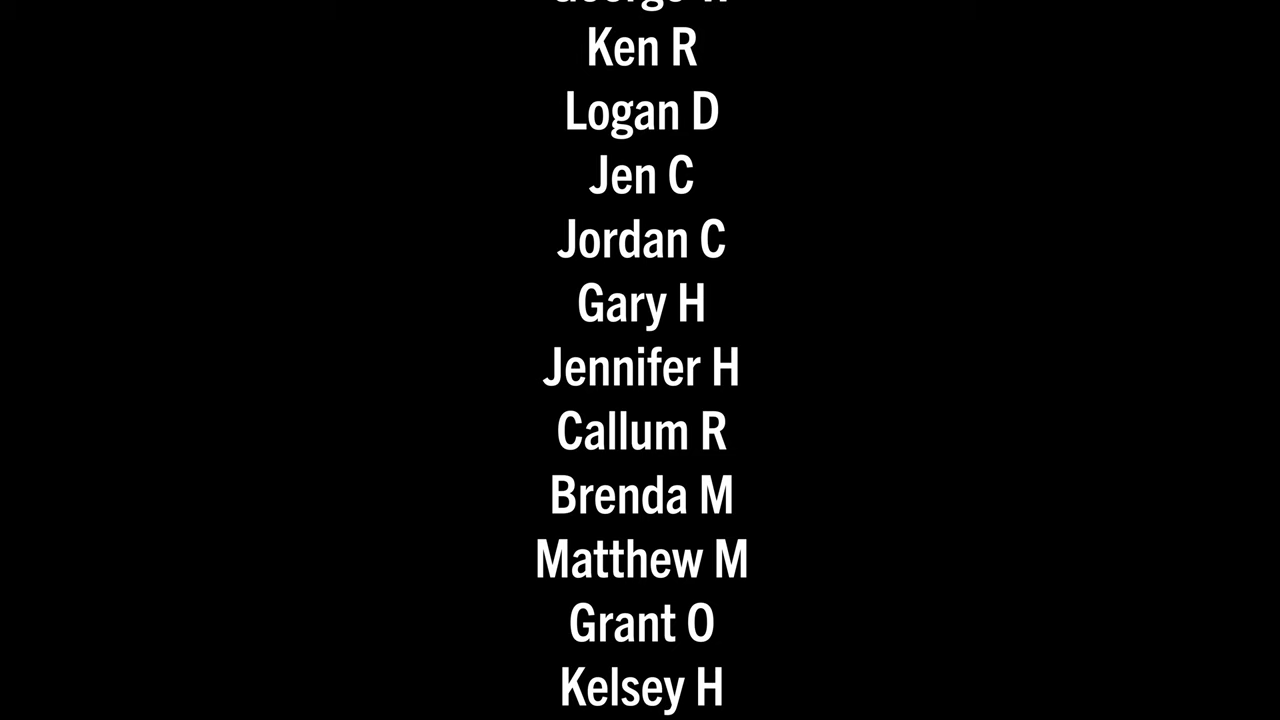 Ken R
Logan D
Jen C
Jordan C
Gary H
Jennifer H
Callum R
Brenda M
Matthew M
Grant O
Kelsey H